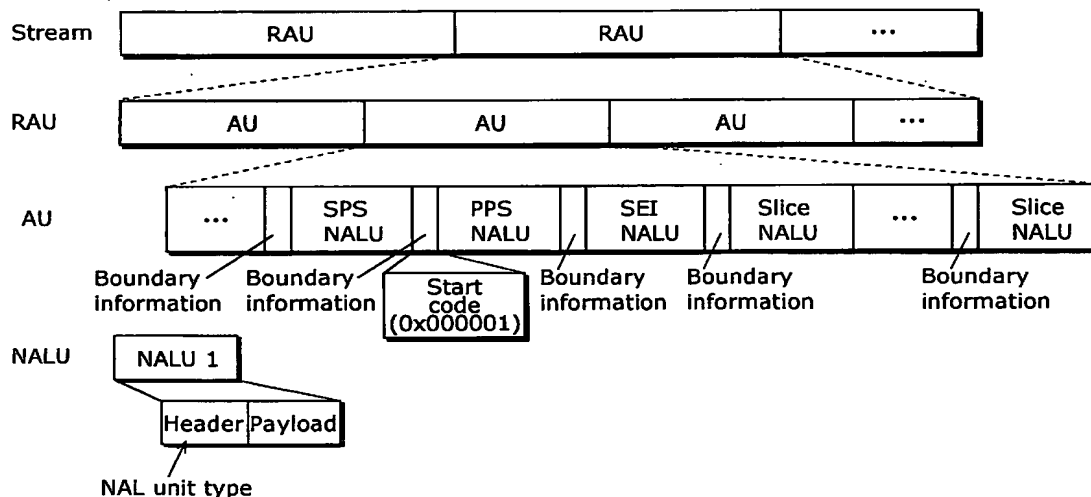 Stream RAU RAU ...
RAU AU AU AU ...
AU ... SPS NALU PPS NALU SEI NALU Slice NALU ... Slice NALU
Boundary information
Boundary information
Start code (0x000001)
Boundary information
Boundary information
Boundary information
NALU NALU 1
Header Payload
NAL unit type